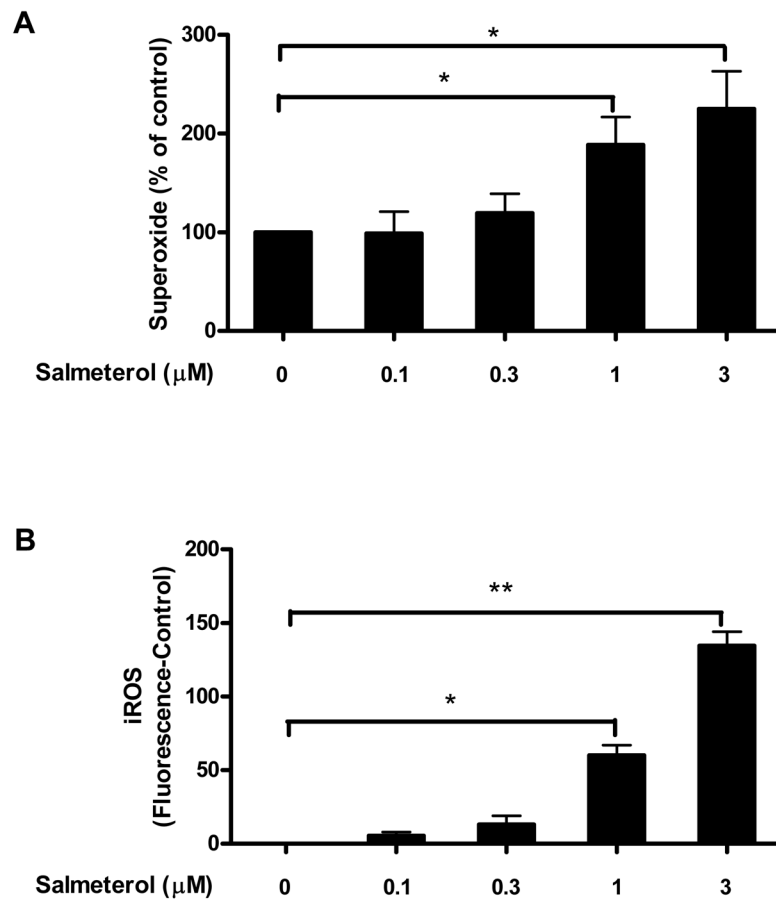 A
300
200
100
0
Superoxide (% of control)
*
*
Salmeterol (μM) 0 0.1 0.3 1 3
B
200
150
100
50
0
iROS
(Fluorescence-Control)
**
*
Salmeterol (μM) 0 0.1 0.3 1 3